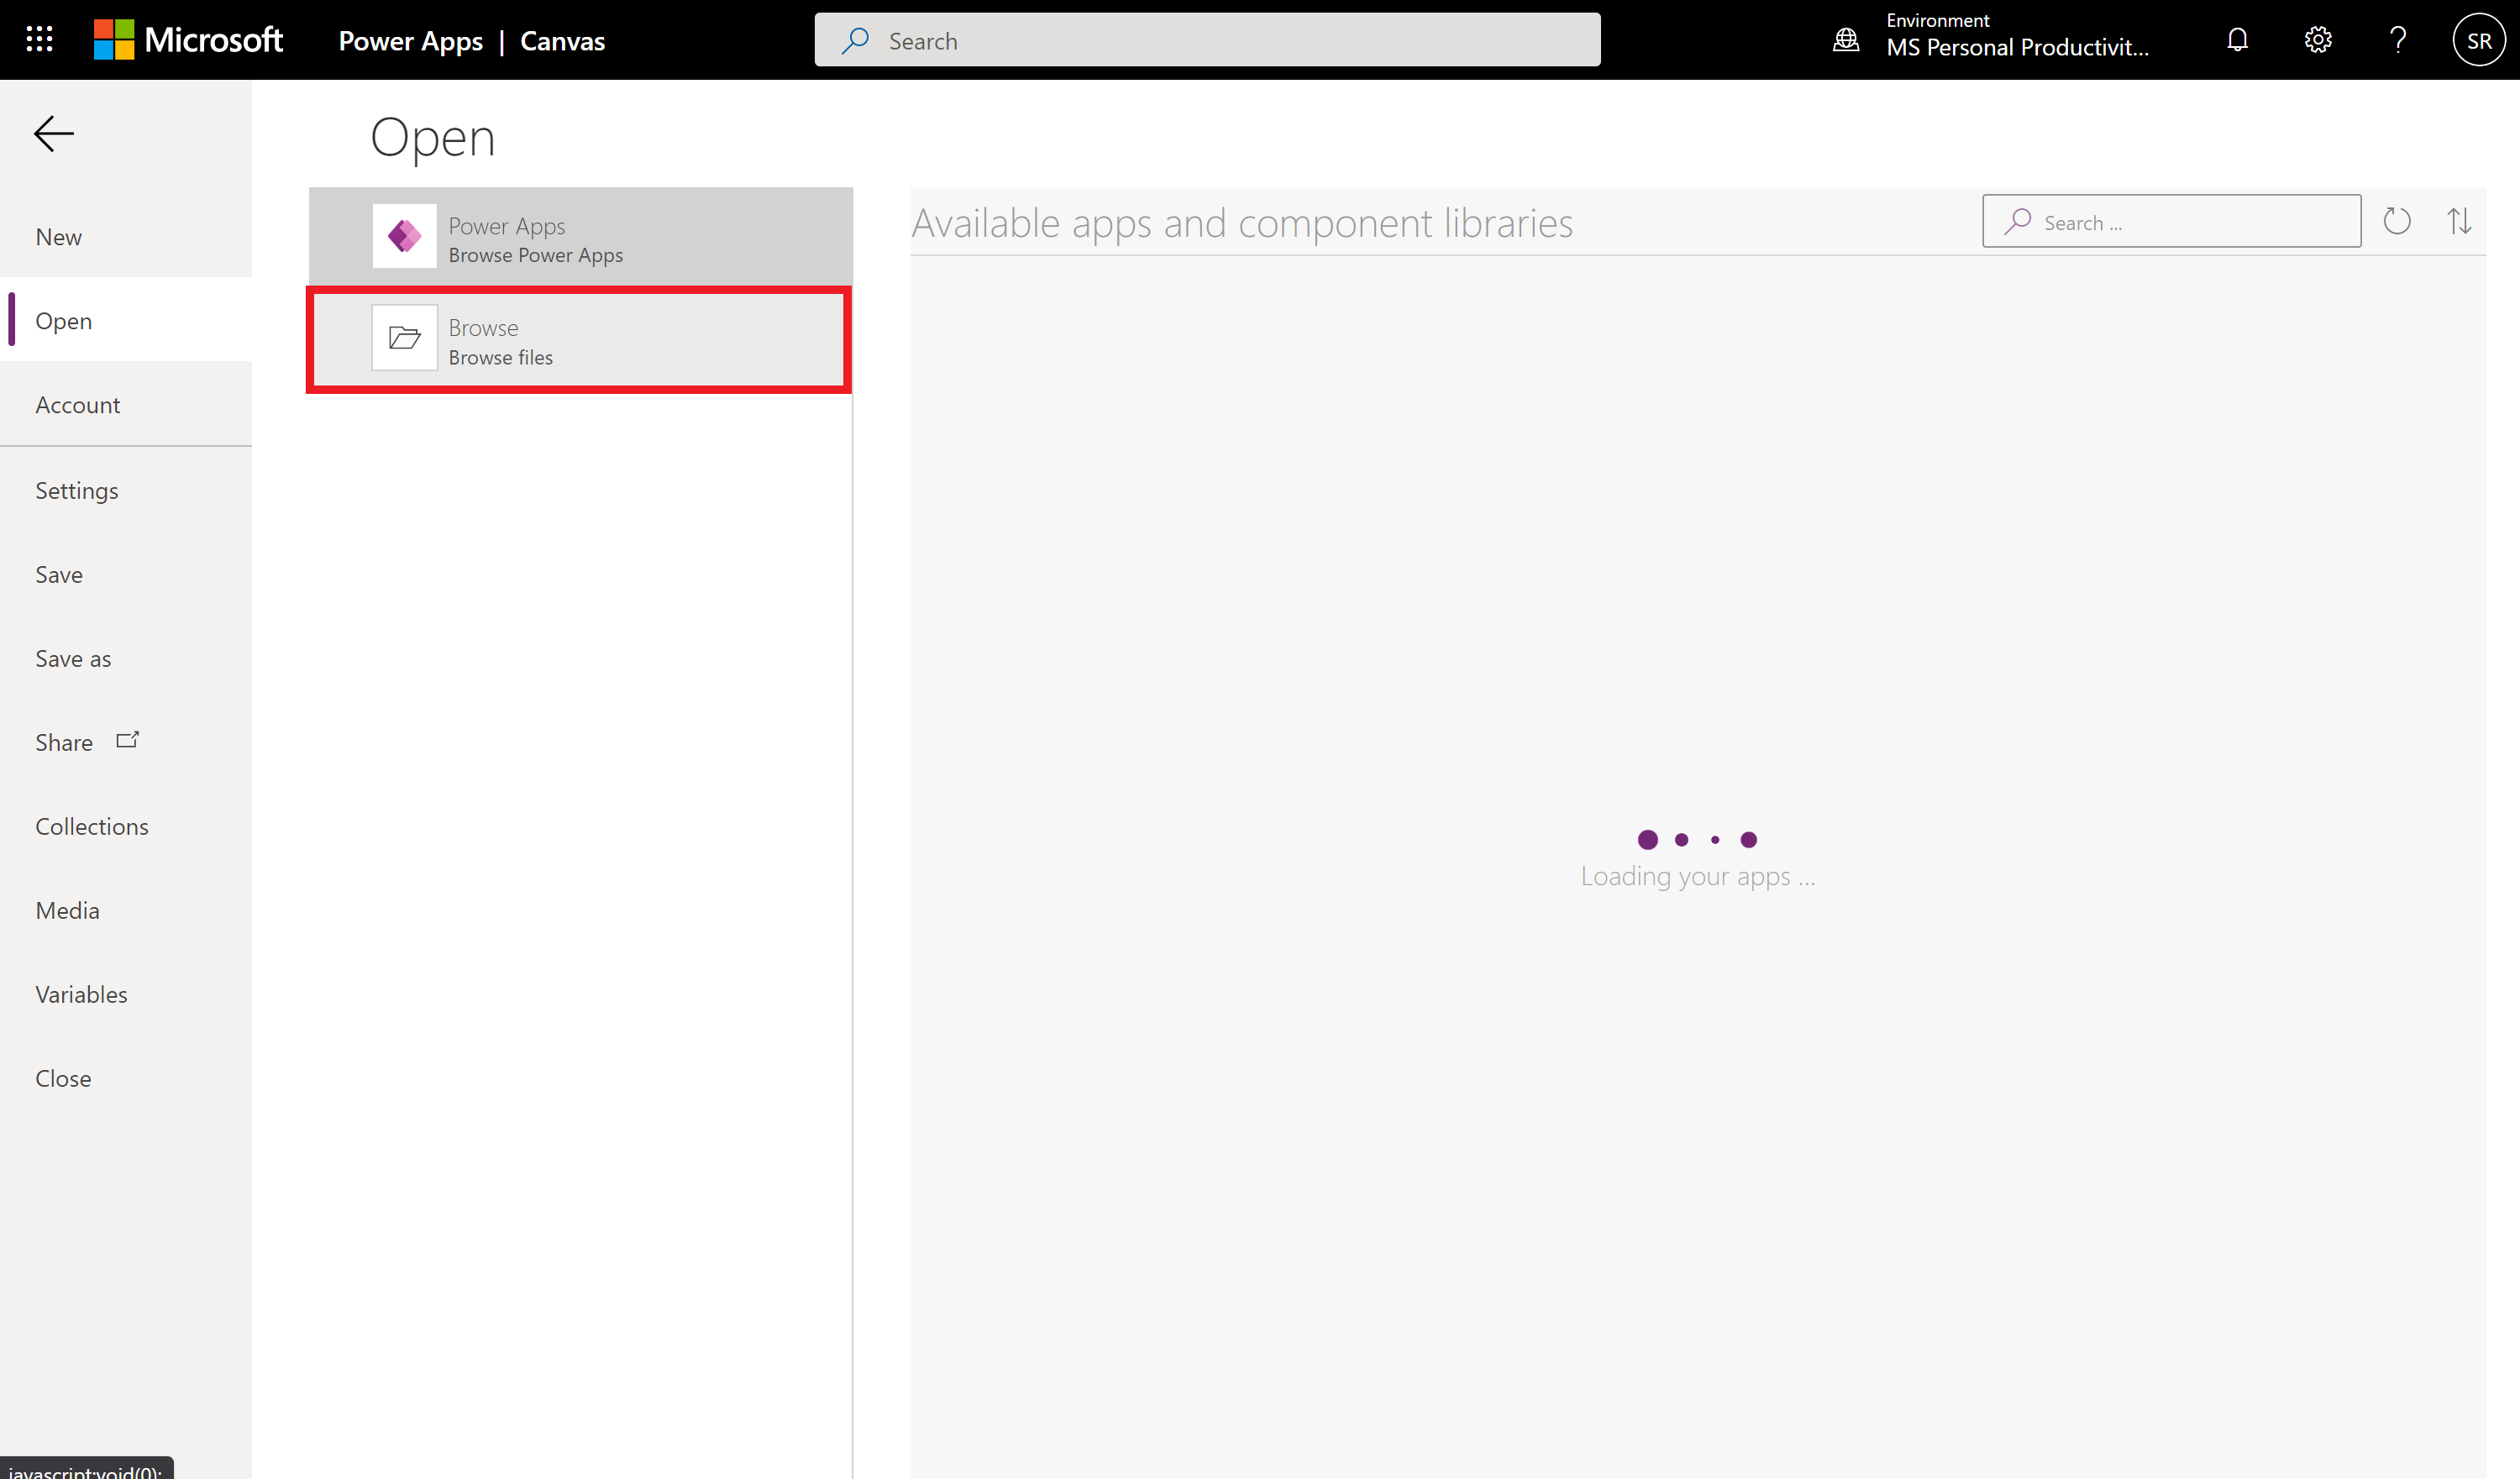 Microsoft
Power Apps | Canvas
Search
Environment
MS Personal Productivit...
SR
Open
New
Open
Account
Settings
Save
Save as
Share
Collections
Media
Variables
Close
Power Apps
Browse Power Apps
Browse
Browse files
Available apps and component libraries
Search ...
Loading your apps ...
javascript:void(0);